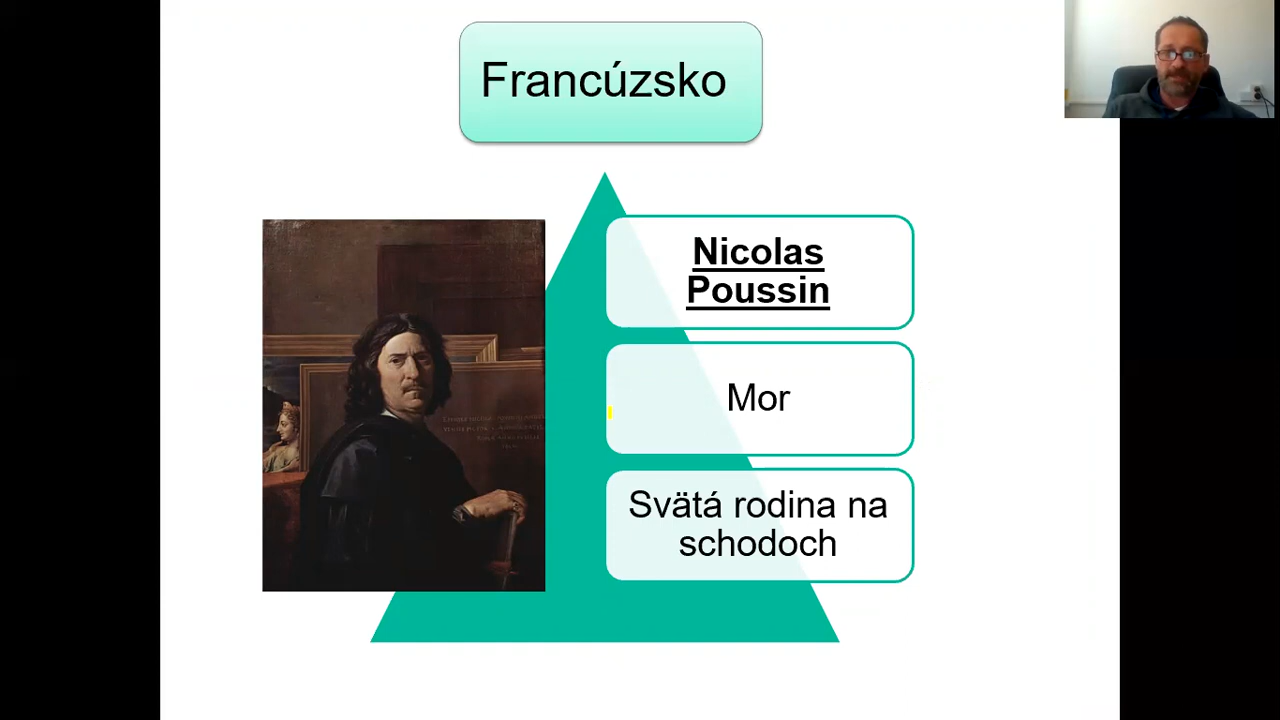 Francúzsko
Nicolas
Poussin
Mor
Svätá rodina na
schodoch